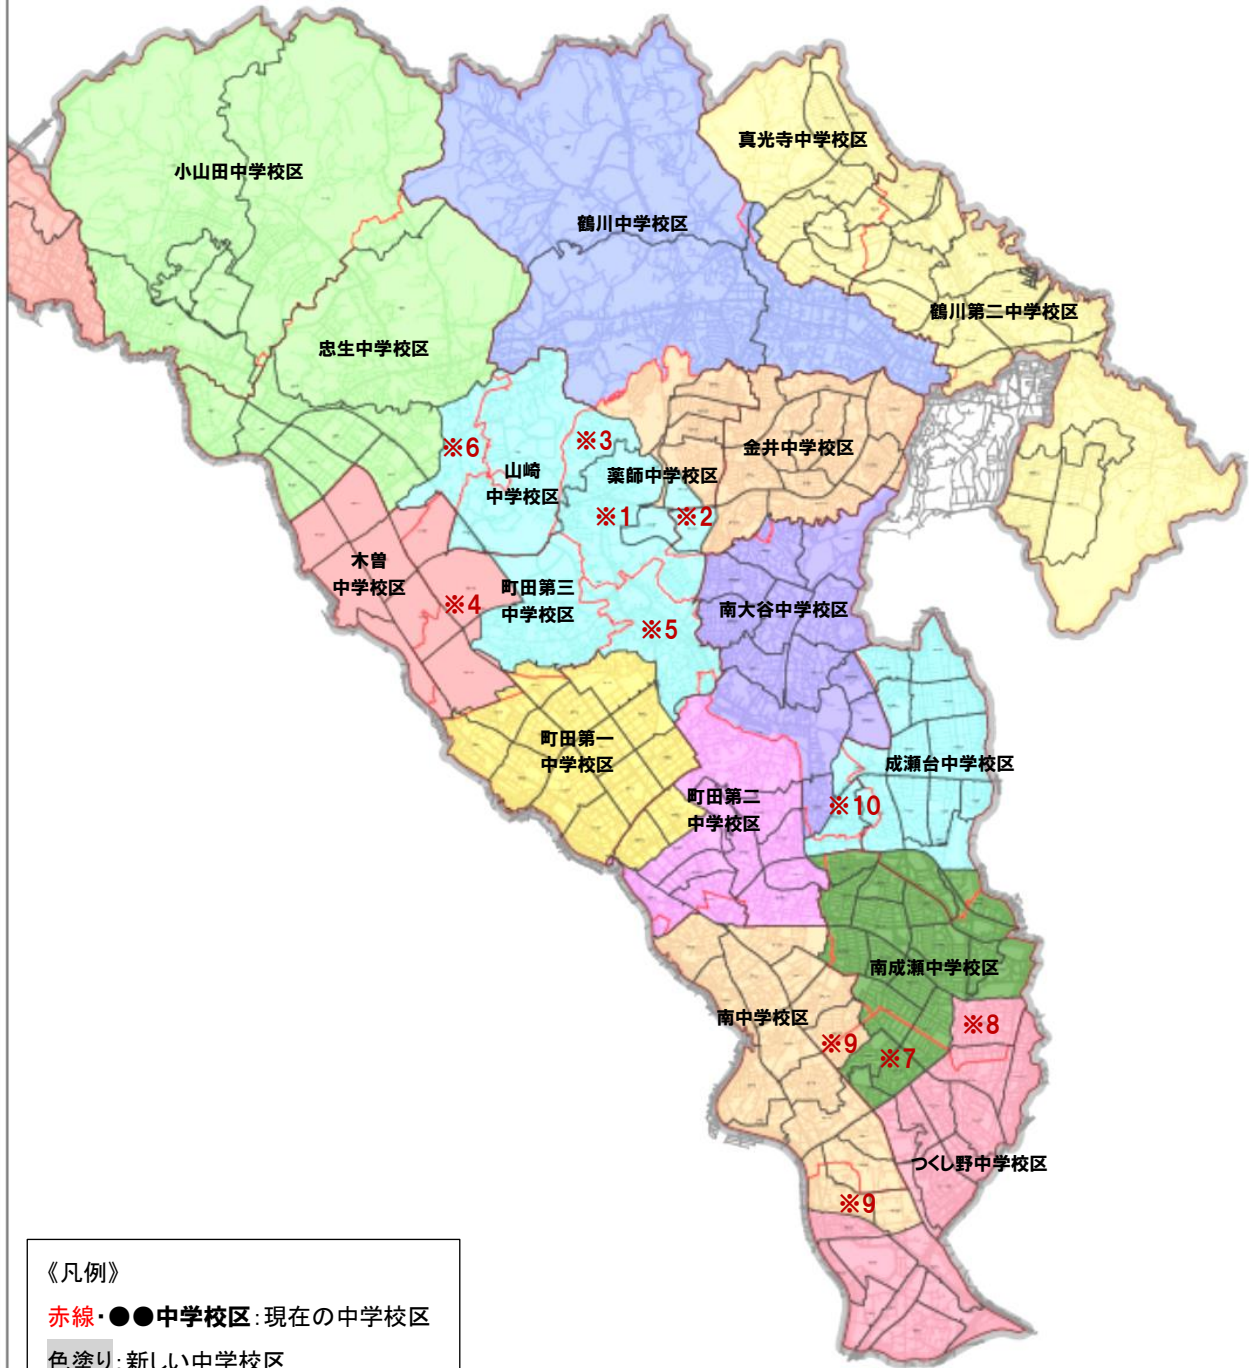 真光寺中学校区
小山田中学校区
鶴川中学校区
鶴川第二中学校区
忠生中学校区
※6
※3
金井中学校区
山崎
中学校区
薬師中学校区
※1
※2
木曽
中学校区
町田第三
中学校区
※4
南大谷中学校区
※5
町田第一
中学校区
成瀬台中学校区
町田第二
中学校区
※10
南成瀬中学校区
南中学校区
※8
※9
※7
つくし野中学校区
※9
《凡例》
赤線・●●中学校区:現在の中学校区
色塗り:新しい中学校区